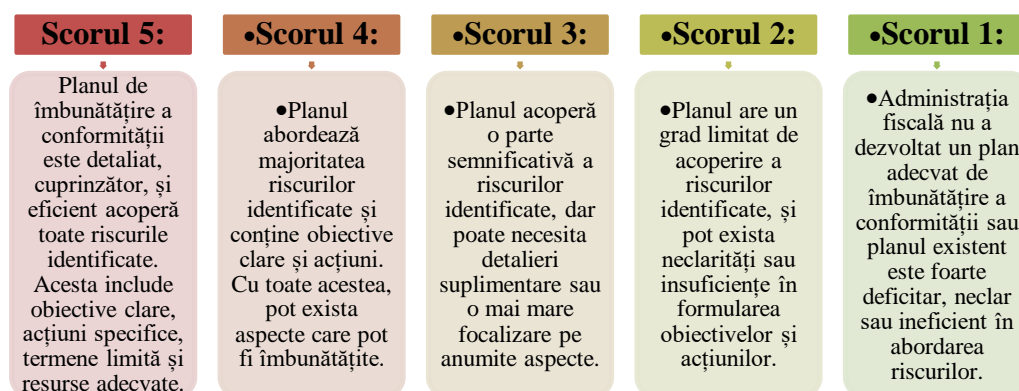 Scorul 5:
Planul de
îmbunătățire a
conformității
este detaliat,
cuprinzător, și
eficient acoperă
toate riscurile
identificate.
Acesta include
obiective clare,
acțiuni specifice,
termene limită și
resurse adecvate.
•Scorul 4:
•Planul
abordează
majoritatea
riscurilor
identificate și
conține obiective
clare și acțiuni.
Cu toate acestea,
pot exista
aspecte care pot
fi îmbunătățite.
•Scorul 3:
•Planul acoperă
o parte
semnificativă a
riscurilor
identificate, dar
poate necesita
detalieri
suplimentare sau
o mai mare
focalizare pe
anumite aspecte.
•Scorul 2:
•Planul are un
grad limitat de
acoperire a
riscurilor
identificate, și
pot exista
neclarități sau
insuficiențe în
formularea
obiectivelor și
acțiunilor.
•Scorul 1:
•Administrația
fiscală nu a
dezvoltat un plan
adecvat de
îmbunătățire a
conformității sau
planul existent
este foarte
deficitar, neclar
sau ineficient în
abordarea
riscurilor.